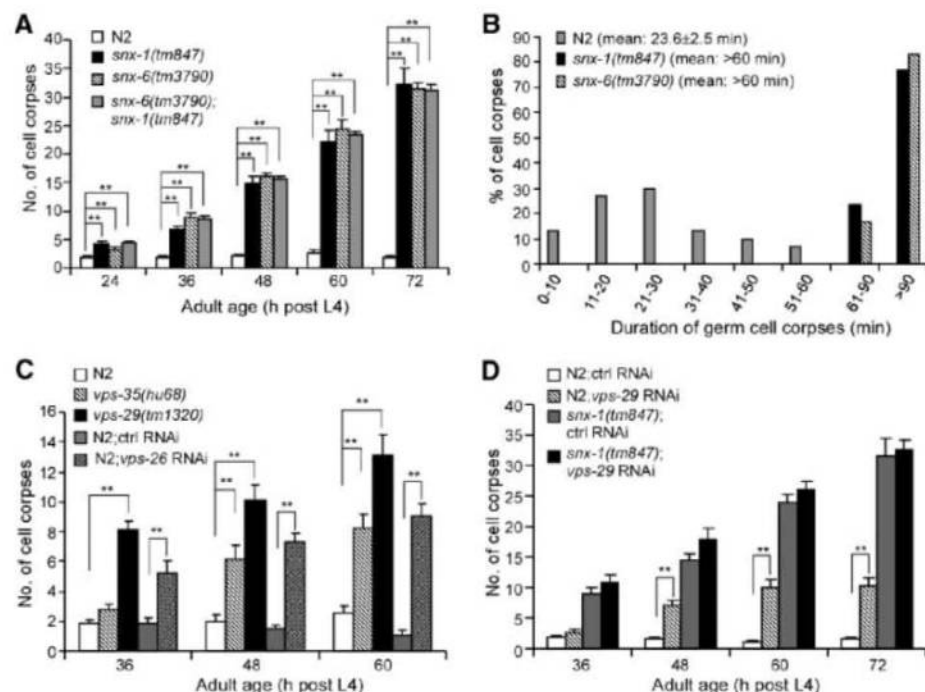 A
N2
snx-1(tm847)
snx-6(tm3790)
snx-6(tm3790);
snx-1(tm847)
No. of cell corpses
40
35
30
25
20
15
10
5
0
** ** **
** ** **
** ** **
** ** **
** ** **
24 36 48 60 72
Adult age (h post L4)
B
N2 (mean: 23.6±2.5 min)
snx-1(tm847) (mean: >60 min)
snx-6(tm3790) (mean: >60 min)
% of cell corpses
90
80
70
60
50
40
30
20
10
0
0-10 11-20 21-30 31-40 41-50 51-60 61-90 >90
Duration of germ cell corpses (min)
C
N2
vps-35(hu68)
vps-29(tm1320)
N2;ctrl RNAi
N2;vps-26 RNAi
No. of cell corpses
16
14
12
10
8
6
4
2
0
** **
** ** **
** ** **
36 48 60
Adult age (h post L4)
D
N2;ctrl RNAi
N2;vps-29 RNAi
snx-1(tm847);
ctrl RNAi
snx-1(tm847);
vps-29 RNAi
No. of cell corpses
40
35
30
25
20
15
10
5
0
** ** **
36 48 60 72
Adult age (h post L4)